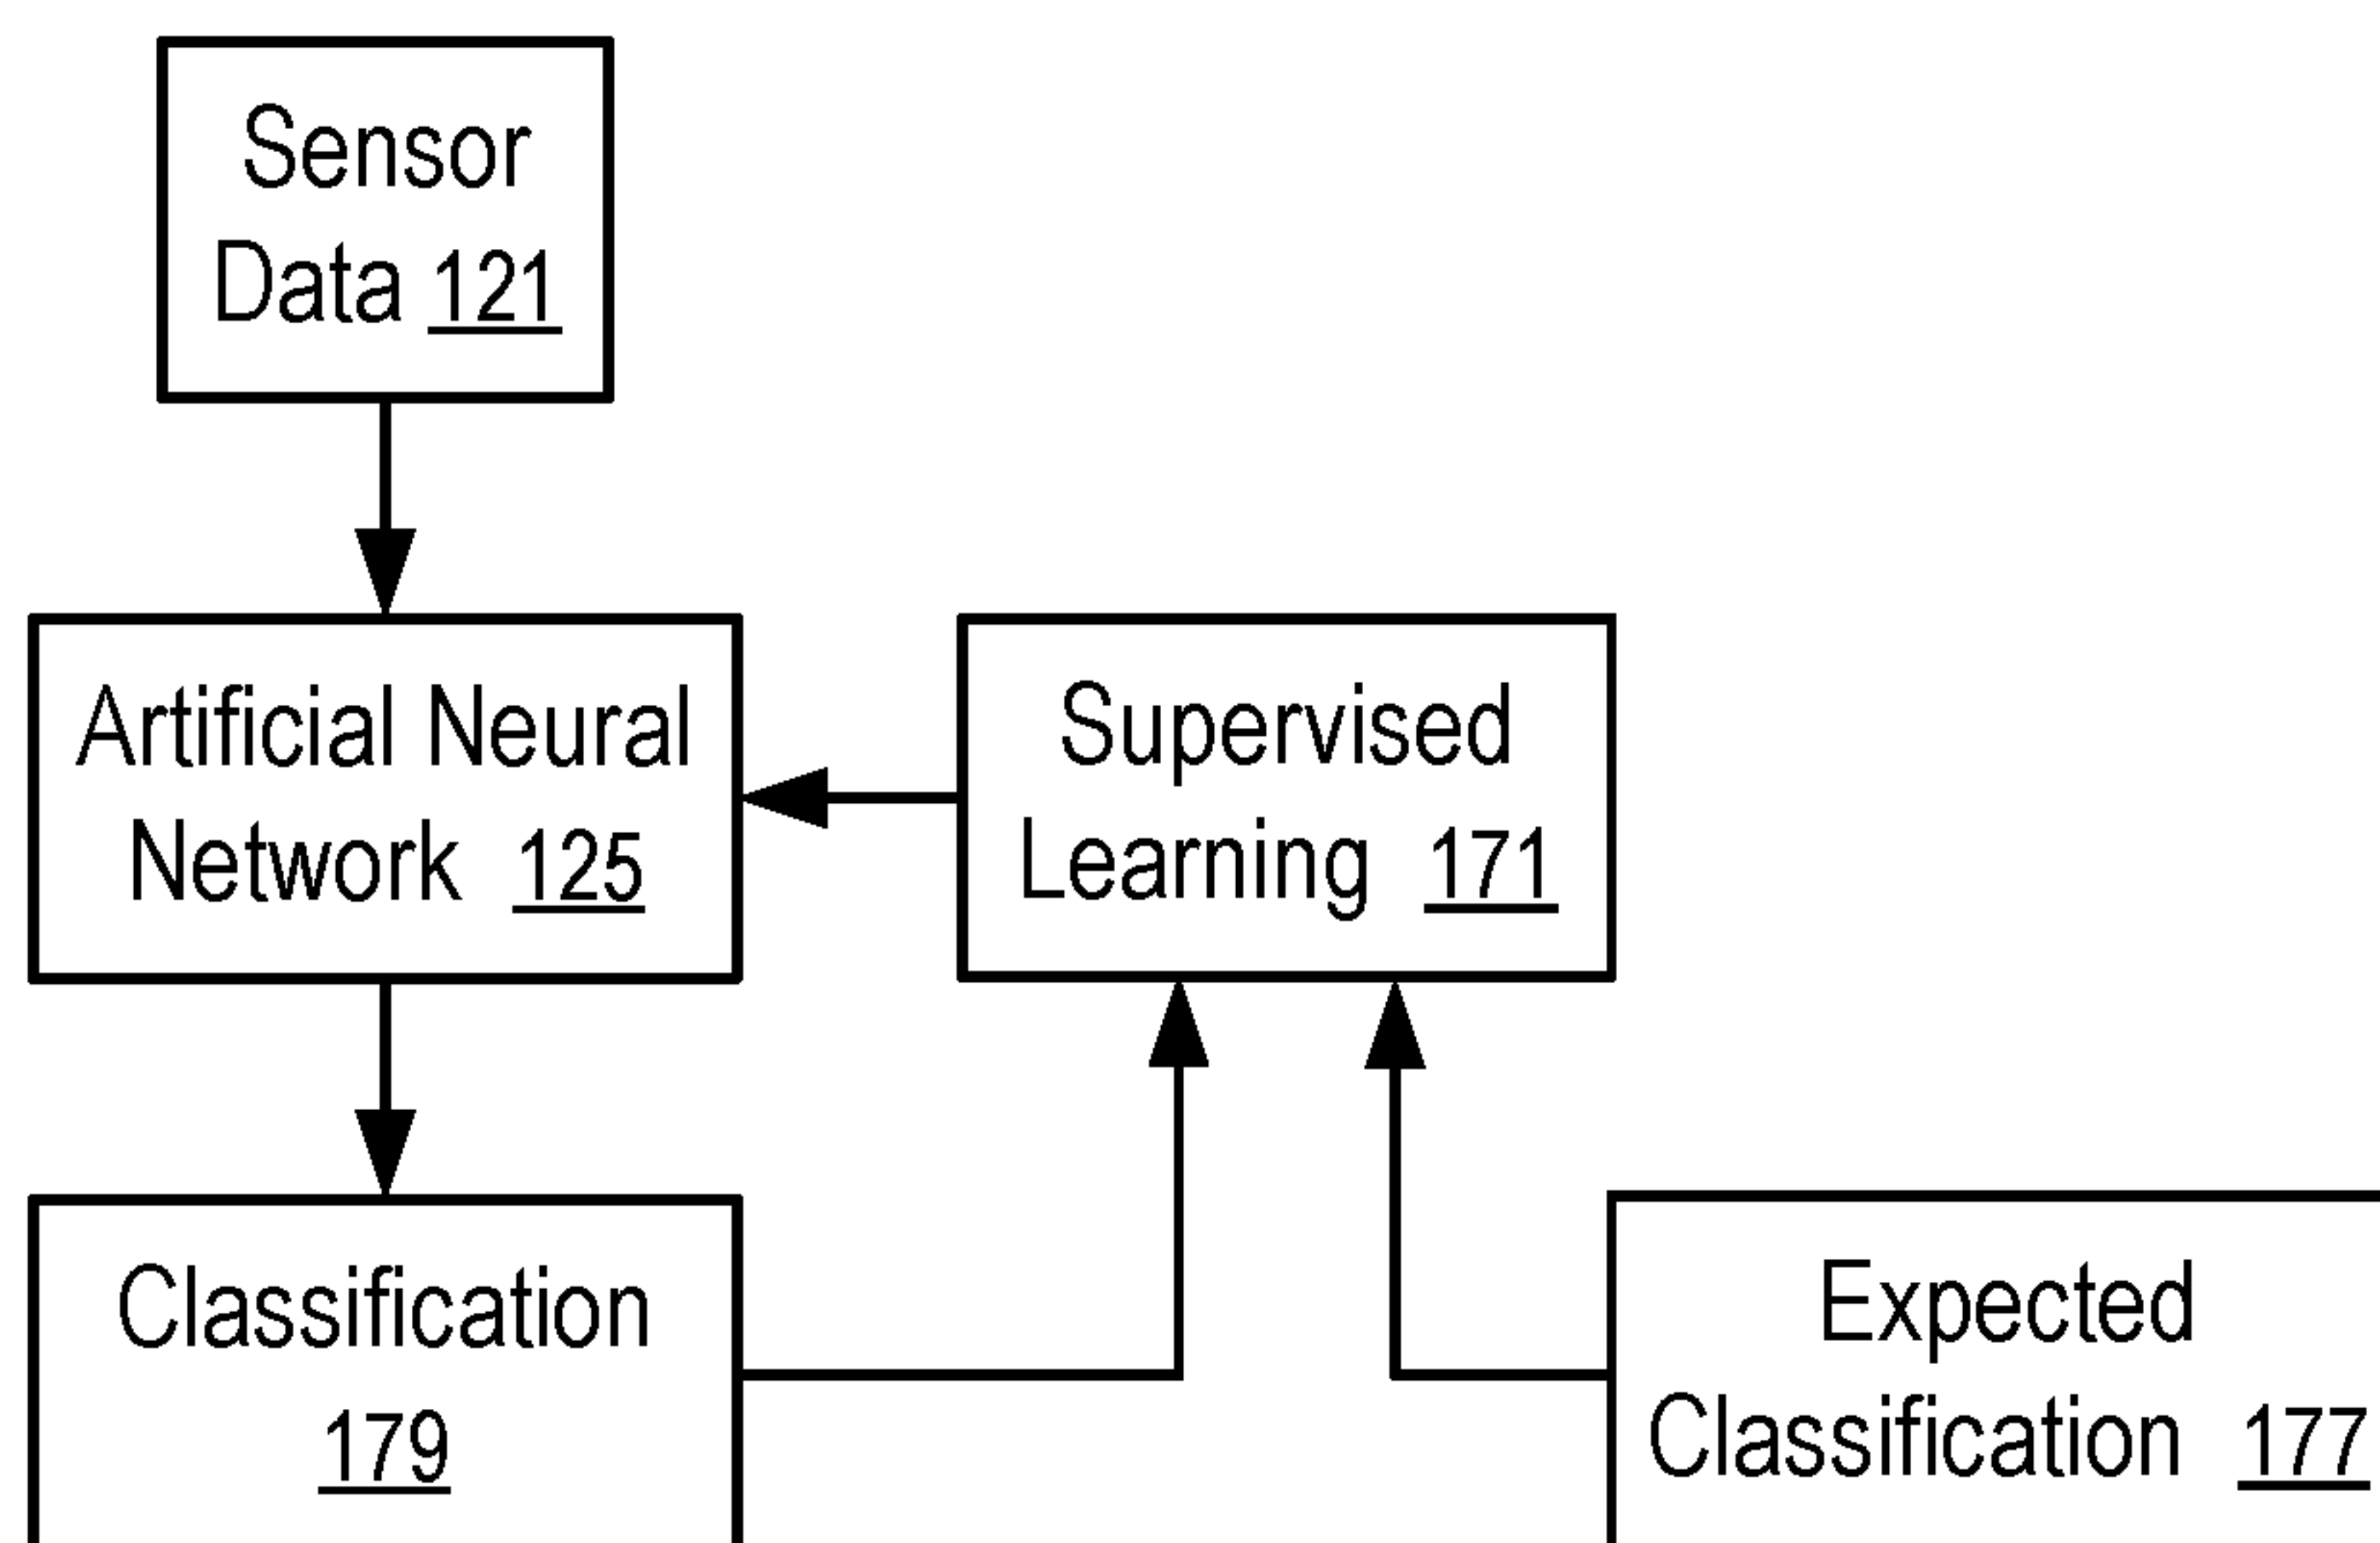 Sensor
Data 121
Artificial Neural
Network 125
Supervised
Learning 171
Classification
179
Expected
Classification 177